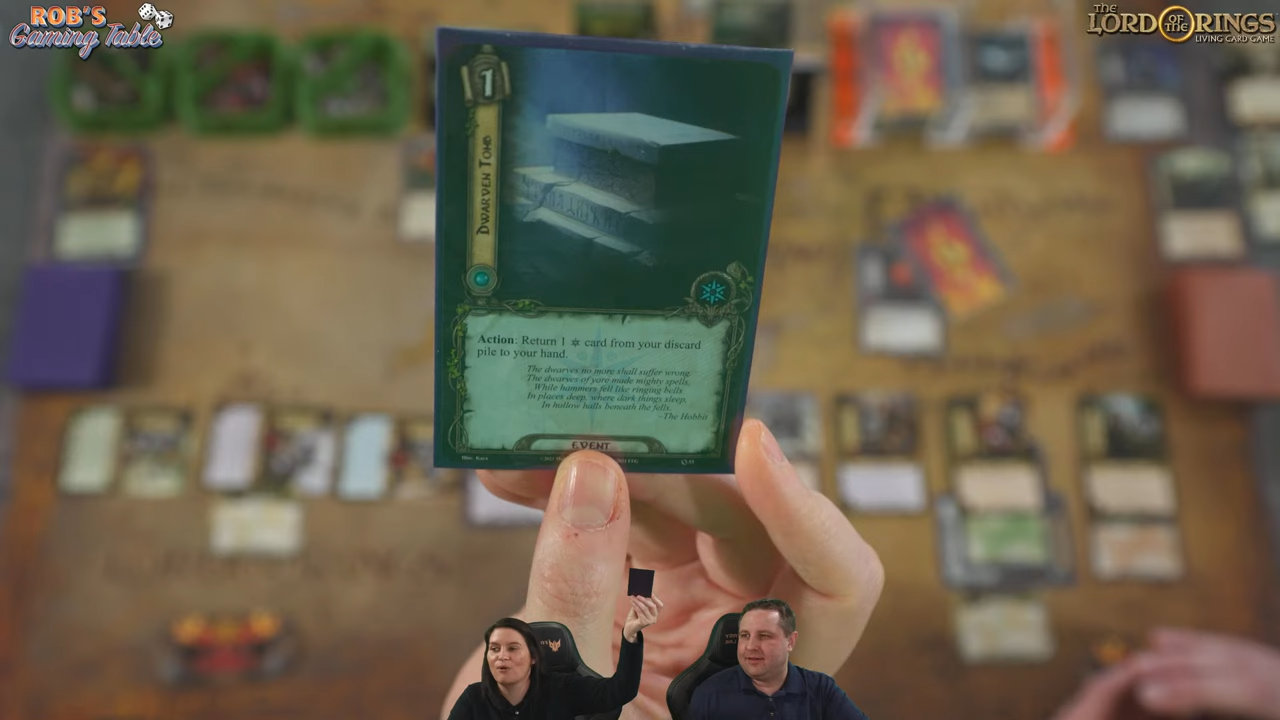 ROB'S
Gaming Table
THE
LORD OF THE RINGS
LIVING CARD GAME
1
DWARVEN TOMB
Action: Return 1 card from your discard
pile to your hand.
The dwarves no more shall suffer wrong.
The dwarves of yore made mighty spells,
While hammers fell like ringing bells
In places deep, where dark things sleep,
In hollow halls beneath the fells.
–The Hobbit
EVENT